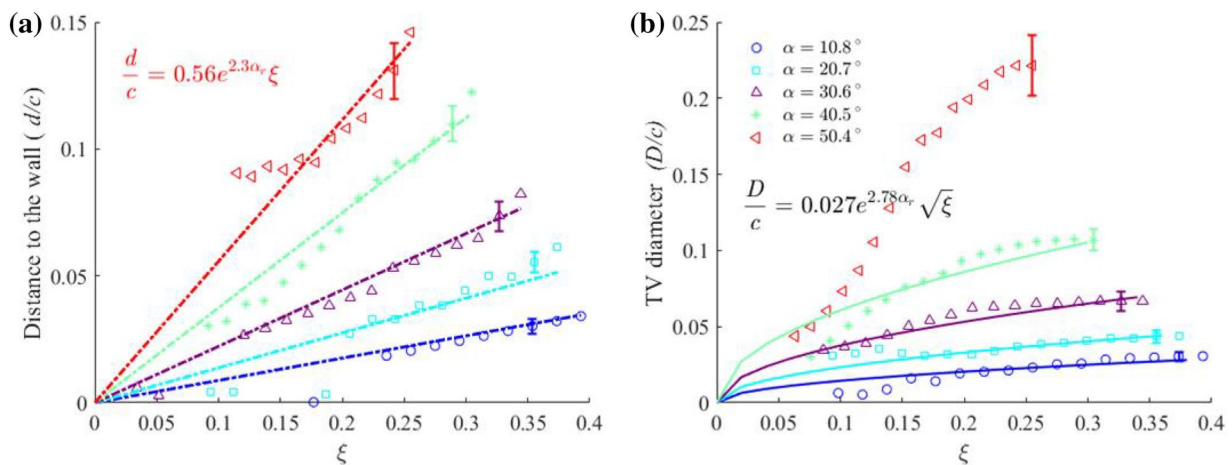 (a)
0.15
0.1
0.05
0
Distance to the wall ( d/c)
d/c = 0.56e^{2.3α_r}ξ
0 0.05 0.1 0.15 0.2 0.25 0.3 0.35 0.4
ξ
(b)
0.25
0.2
0.15
0.1
0.05
0
TV diameter (D/c)
α = 10.8°
α = 20.7°
α = 30.6°
α = 40.5°
α = 50.4°
D/c = 0.027e^{2.78α_r}√ξ
0 0.05 0.1 0.15 0.2 0.25 0.3 0.35 0.4
ξ